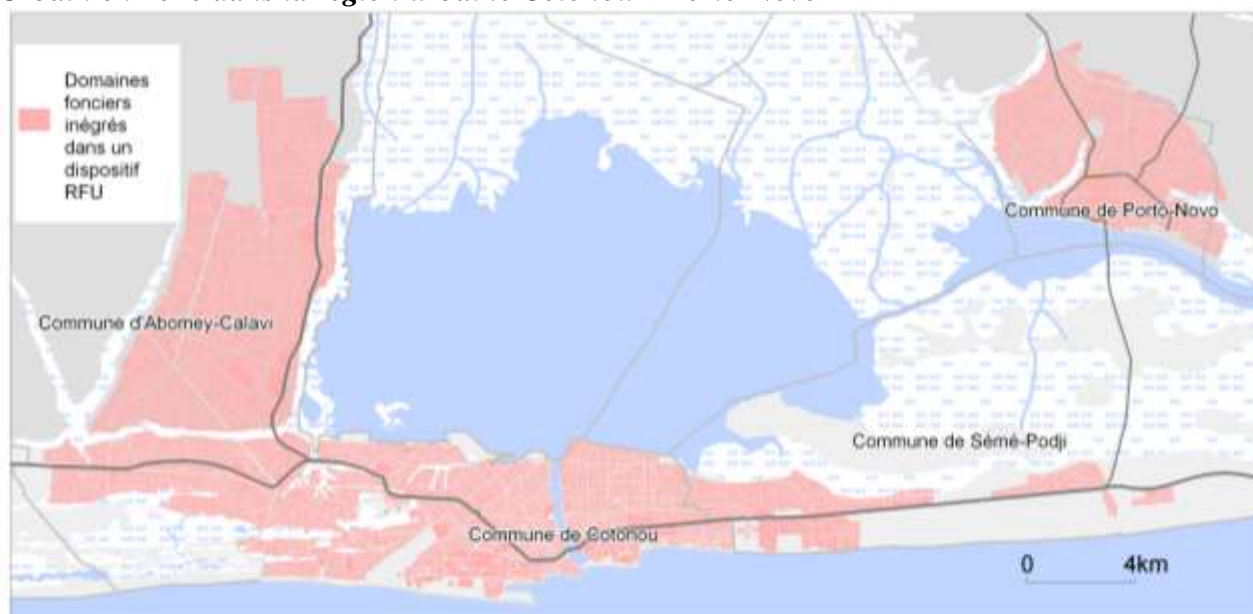 Domaines
fonciers
inégrés
dans un
dispositif
RFU
Commune de Porto-Novo
Commune d'Abomey-Calavi
Commune de Sèmè-Podji
Commune de Cotonou
0 4km